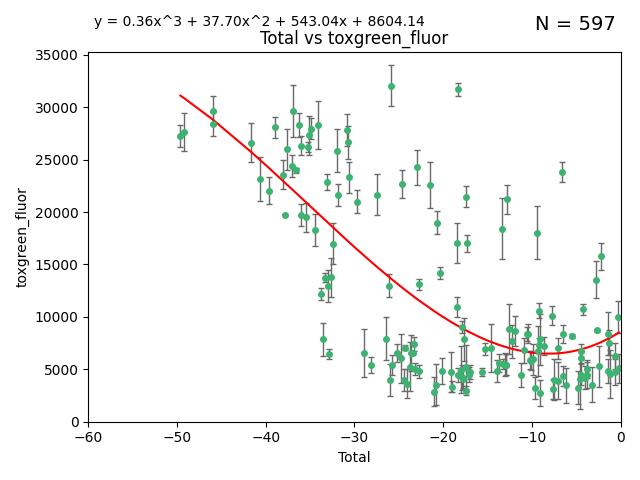 y = 0.36x^3 + 37.70x^2 + 543.04x + 8604.14
N = 597
Total vs toxgreen_fluor
35000
30000
25000
20000
15000
10000
5000
0
toxgreen_fluor
−60 −50 −40 −30 −20 −10 0
Total